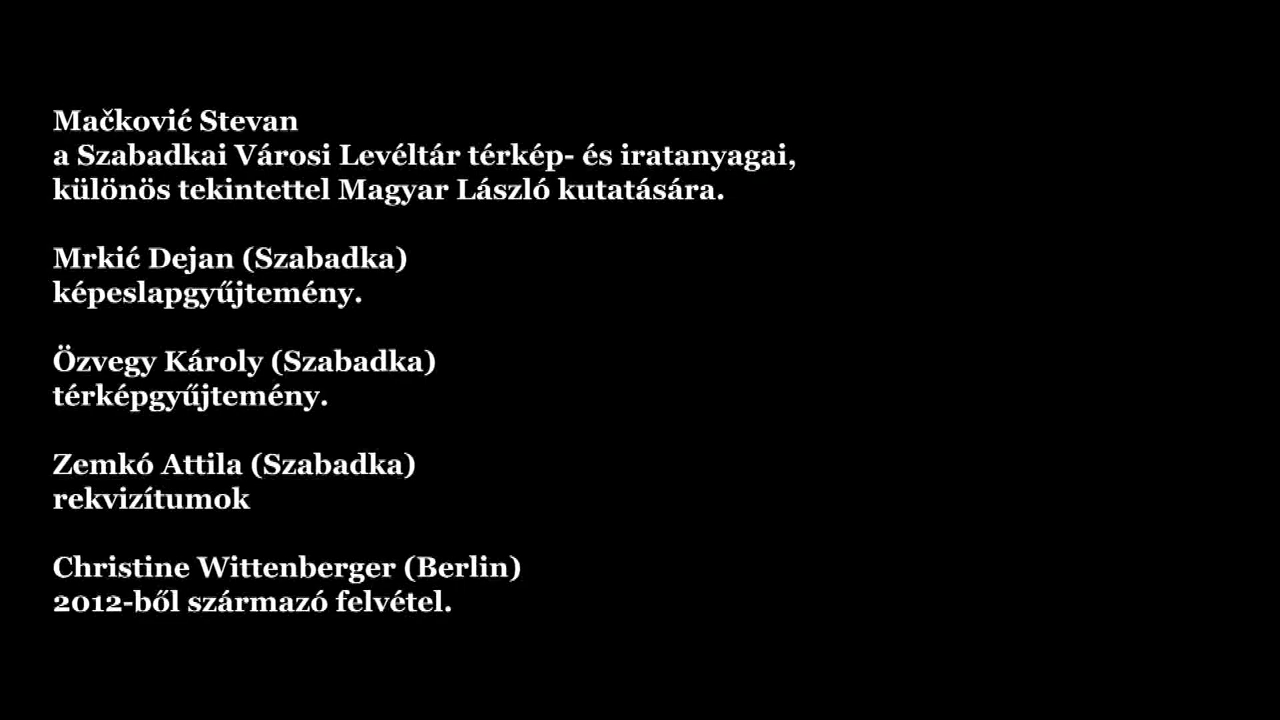 Mačković Stevan
a Szabadkai Városi Levéltár térkép- és iratanyagai,
különös tekintettel Magyar László kutatására.
Mrkić Dejan (Szabadka)
képeslapgyűjtemény.
Özvegy Károly (Szabadka)
térképgyűjtemény.
Zemkó Attila (Szabadka)
rekvizítumok
Christine Wittenberger (Berlin)
2012-ből származó felvétel.